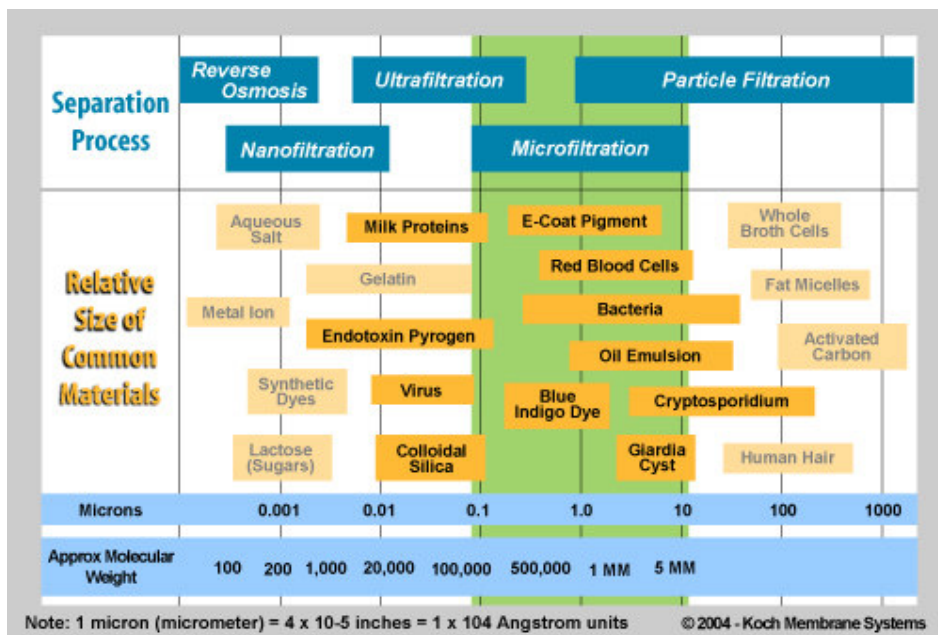 Separation
Process
Reverse
Osmosis
Ultrafiltration
Particle Filtration
Nanofiltration
Microfiltration
Relative
Size of
Common
Materials
Aqueous
Salt
Milk Proteins
E-Coat Pigment
Whole
Broth Cells
Gelatin
Red Blood Cells
Fat Micelles
Metal Ion
Bacteria
Endotoxin Pyrogen
Oil Emulsion
Activated
Carbon
Synthetic
Dyes
Virus
Blue
Indigo Dye
Cryptosporidium
Lactose
(Sugars)
Colloidal
Silica
Giardia
Cyst
Human Hair
Microns 0.001 0.01 0.1 1.0 10 100 1000
Approx Molecular
Weight
100 200 1,000 20,000 100,000 500,000 1 MM 5 MM
Note: 1 micron (micrometer) = 4 x 10-5 inches = 1 x 104 Angstrom units © 2004 - Koch Membrane Systems